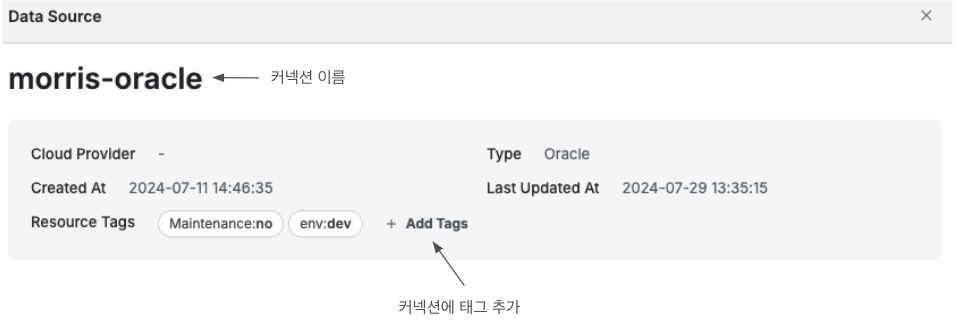 Data Source
morris-oracle 커넥션 이름
Cloud Provider - Type Oracle
Created At 2024-07-11 14:46:35 Last Updated At 2024-07-29 13:35:15
Resource Tags Maintenance:no env:dev + Add Tags
커넥션에 태그 추가